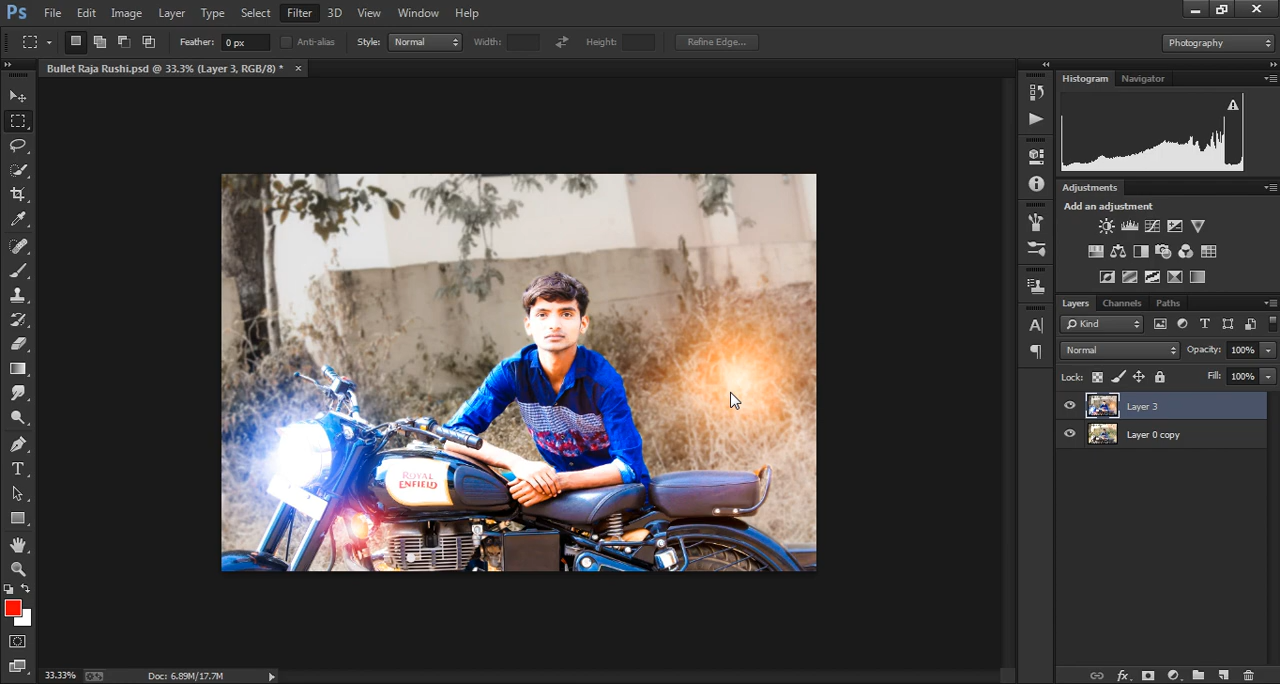 Ps File Edit Image Layer Type Select Filter 3D View Window Help
Feather: 0 px Anti-alias Style: Normal Width: Height: Refine Edge... Photography
Bullet Raja Rushi.psd @ 33.3% (Layer 3, RGB/8) * ×
Histogram Navigator
Adjustments
Add an adjustment
Layers Channels Paths
Kind
Normal Opacity: 100%
Lock: Fill: 100%
Layer 3
Layer 0 copy
ROYAL
ENFIELD
33.33% Doc: 6.89M/17.7M